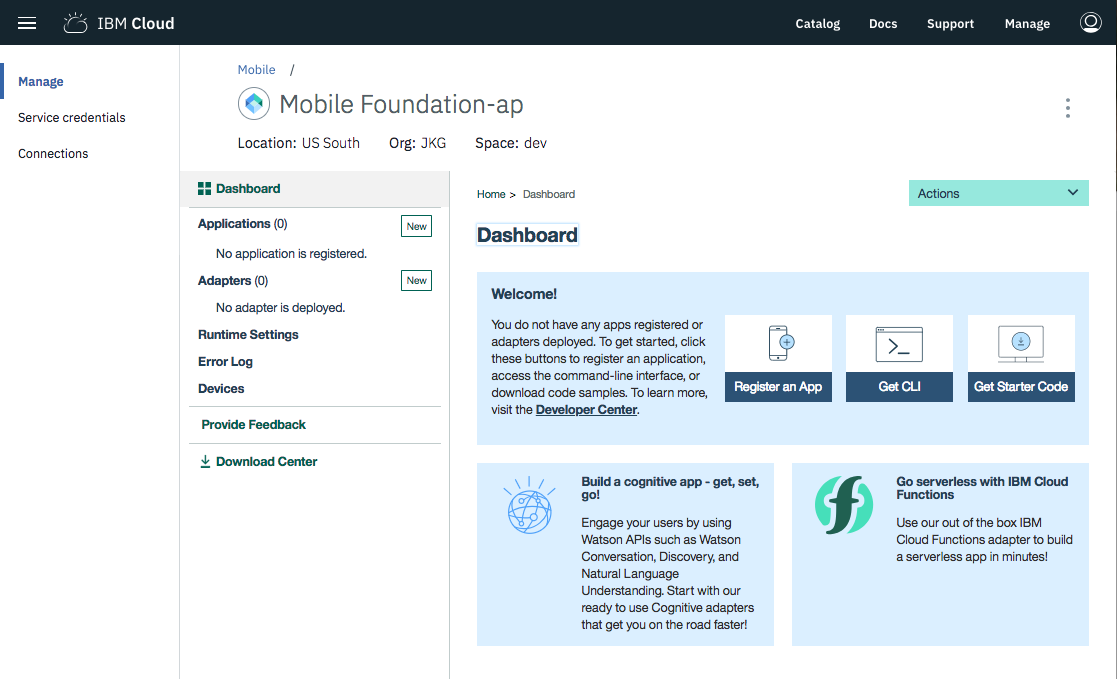 IBM Cloud
Catalog
Docs
Support
Manage
Manage
Service credentials
Connections
Mobile /
Mobile Foundation-ap
Location: US South Org: JKG Space: dev
Dashboard
Applications (0)
New
No application is registered.
Adapters (0)
New
No adapter is deployed.
Runtime Settings
Error Log
Devices
Provide Feedback
Download Center
Home > Dashboard
Actions
Dashboard
Welcome!
You do not have any apps registered or
adapters deployed. To get started, click
these buttons to register an application,
access the command-line interface, or
download code samples. To learn more,
visit the Developer Center.
Register an App
Get CLI
Get Starter Code
Build a cognitive app - get, set,
go!
Engage your users by using
Watson APIs such as Watson
Conversation, Discovery, and
Natural Language
Understanding. Start with our
ready to use Cognitive adapters
that get you on the road faster!
Go serverless with IBM Cloud
Functions
Use our out of the box IBM
Cloud Functions adapter to build
a serverless app in minutes!